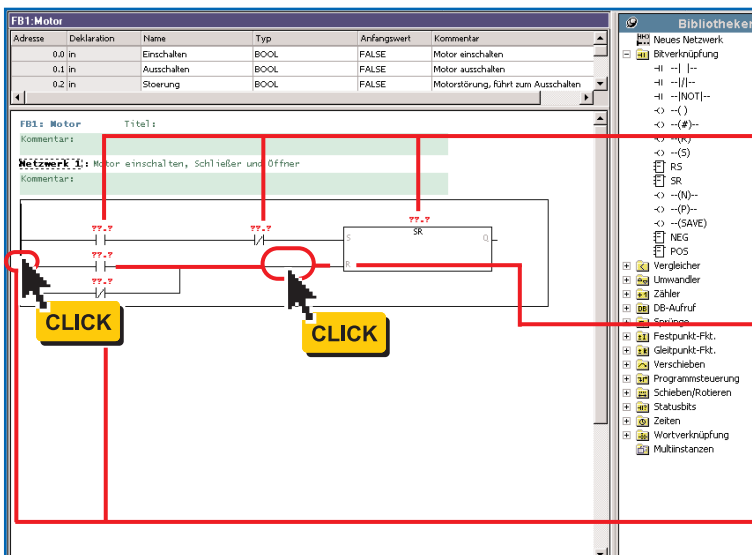 FB1:Motor
Adresse Deklaration Name Typ Anfangswert Kommentar
0.0 in Einschalten BOOL FALSE Motor einschalten
0.1 in Ausschalten BOOL FALSE Motor ausschalten
0.2 in Stoerung BOOL FALSE Motorstörung, führt zum Ausschalten
FB1: Motor Titel:
Kommentar:
Netzwerk 1: Motor einschalten, Schließer und Öffner
Kommentar:
??.? ??.? ??.?
SR
S Q
??.?
R
??.?
CLICK
CLICK
Bibliotheken
Neues Netzwerk
Bitverknüpfung
--| |--
--|/|--
--|NOT|--
--( )
--(#)--
--(R)
--(S)
RS
SR
--(N)--
--(P)--
--(SAVE)
NEG
POS
Vergleicher
Umwandler
Zähler
DB-Aufruf
Sprünge
Festpunkt-Fkt.
Gleitpunkt-Fkt.
Verschieben
Programmsteuerung
Schieben/Rotieren
Statusbits
Zeiten
Wortverknüpfung
Multiinstanzen